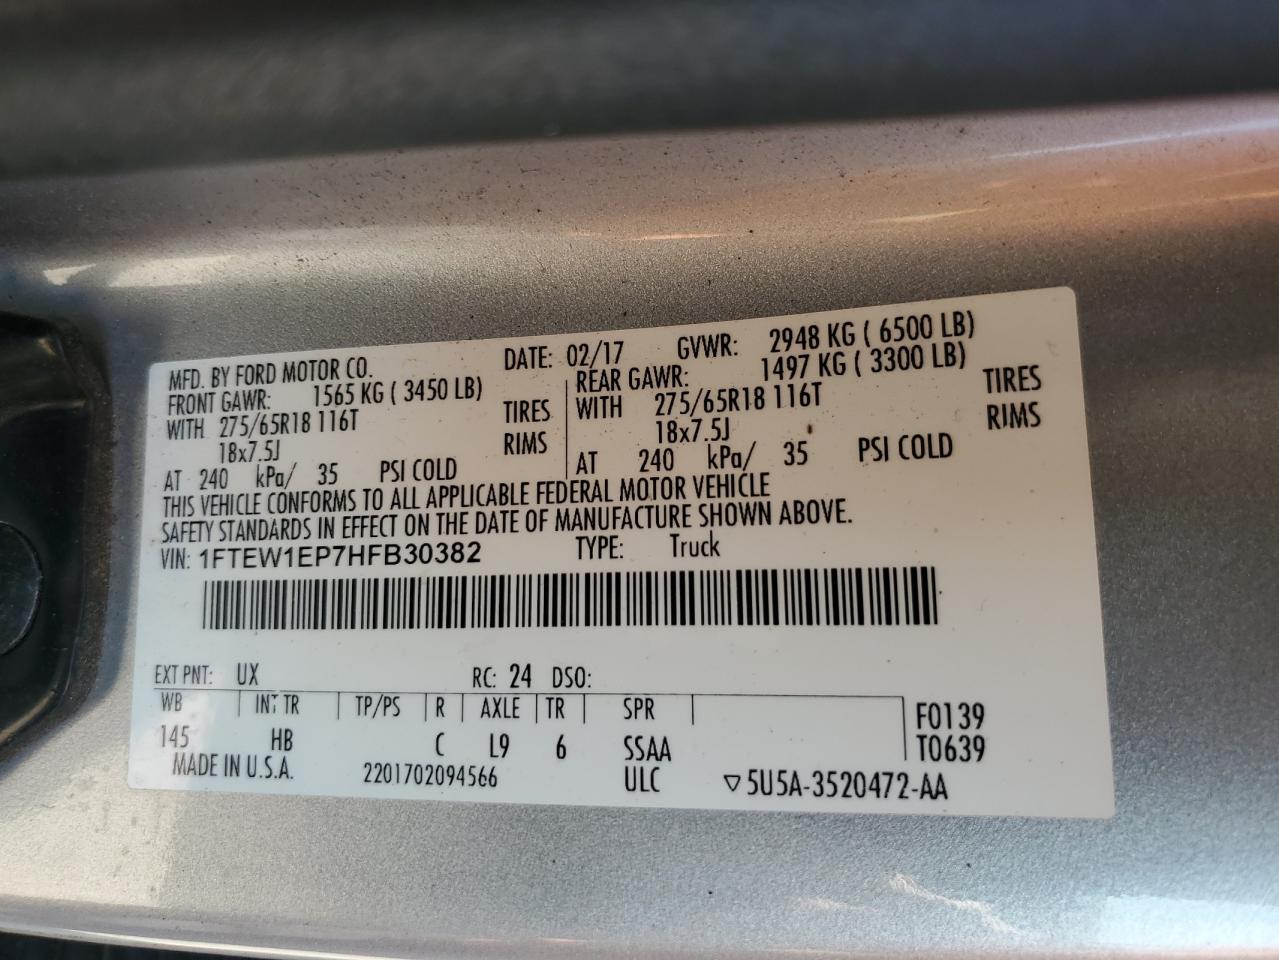 MFD. BY FORD MOTOR CO. DATE: 02/17 GVWR: 2948 KG ( 6500 LB)
FRONT GAWR: 1565 KG ( 3450 LB) REAR GAWR: 1497 KG ( 3300 LB)
WITH 275/65R18 116T TIRES WITH 275/65R18 116T TIRES
18x7.5J RIMS 18x7.5J RIMS
AT 240 kPa/ 35 PSI COLD AT 240 kPa/ 35 PSI COLD
THIS VEHICLE CONFORMS TO ALL APPLICABLE FEDERAL MOTOR VEHICLE
SAFETY STANDARDS IN EFFECT ON THE DATE OF MANUFACTURE SHOWN ABOVE.
VIN: 1FTEW1EP7HFB30382 TYPE: Truck
EXT PNT: UX RC: 24 DSO:
WB INT TR TP/PS R AXLE TR SPR F0139
145 HB C L9 6 SSAA T0639
MADE IN U.S.A. 2201702094566 ULC ▽5U5A-3520472-AA